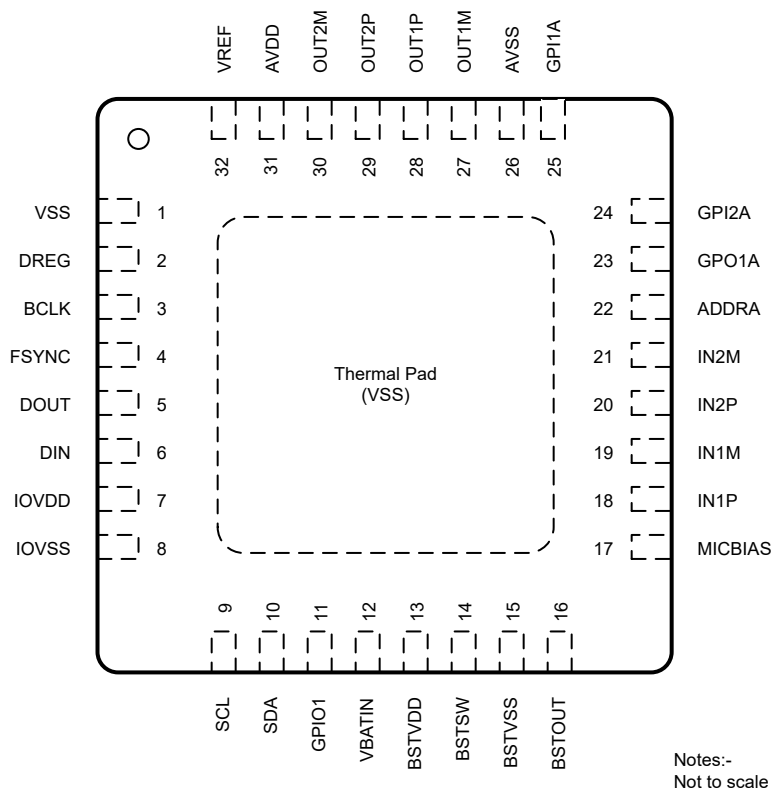 VREF
AVDD
OUT2M
OUT2P
OUT1P
OUT1M
AVSS
GPI1A
32
31
30
29
28
27
26
25
VSS 1
DREG 2
BCLK 3
FSYNC 4
DOUT 5
DIN 6
IOVDD 7
IOVSS 8
Thermal Pad
(VSS)
24 GPI2A
23 GPO1A
22 ADDRA
21 IN2M
20 IN2P
19 IN1M
18 IN1P
17 MICBIAS
9
10
11
12
13
14
15
16
SCL
SDA
GPIO1
VBATIN
BSTVDD
BSTSW
BSTVSS
BSTOUT
Notes:-
Not to scale